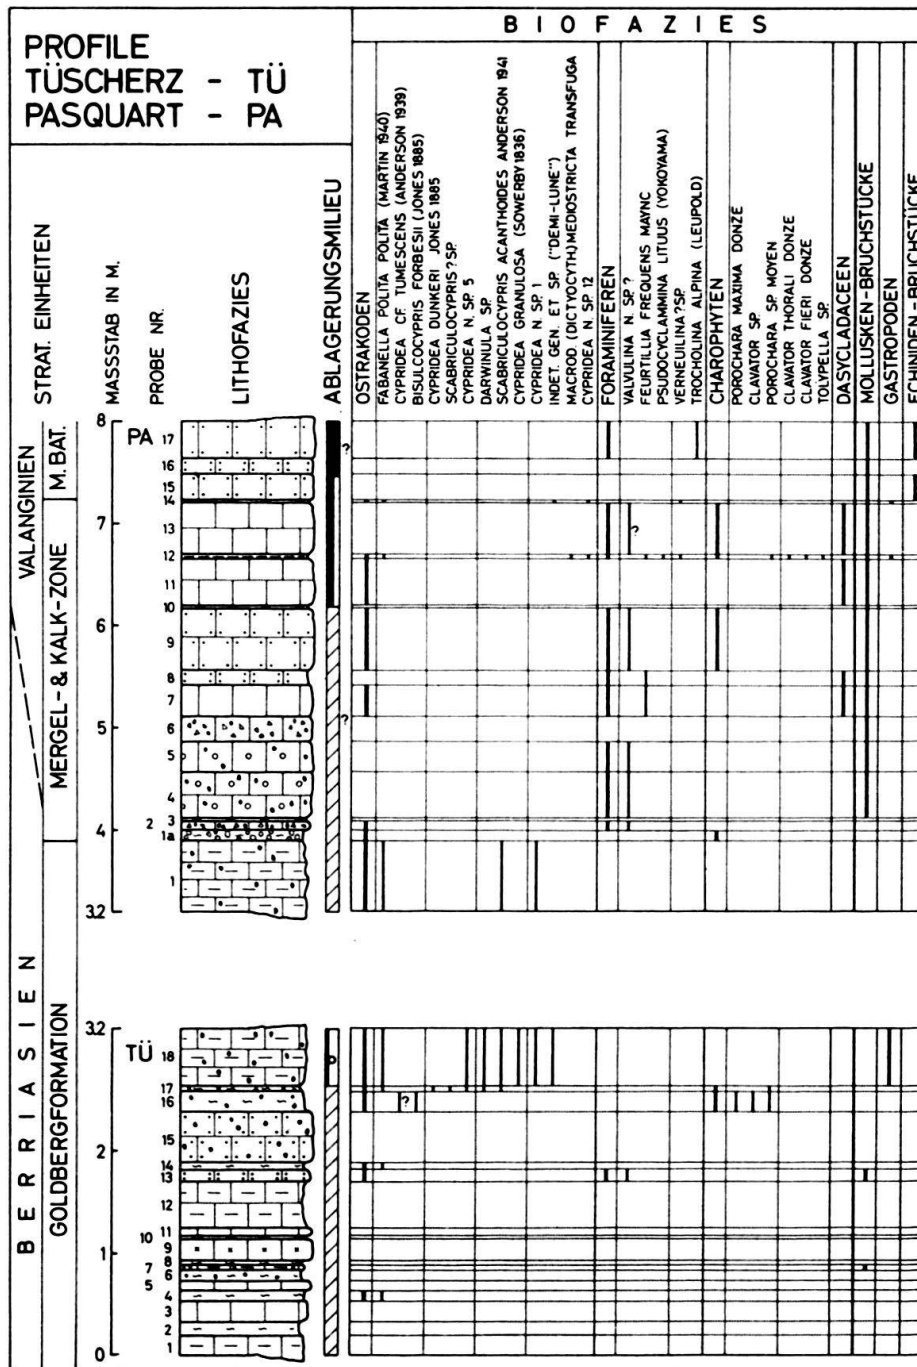 PROFILE
TÜSCHERZ - TÜ
PASQUART - PA
BIOFAZIES
STRAT. EINHEITEN
MASSSTAB IN M.
PROBE NR.
LITHOFAZIES
ABLAGERUNGSMILIEU
OSTRAKODEN
FABANELLA POLITA POLITA (MARTIN 1940)
CYPRIDEA CF. TUMESCENS (ANDERSON 1939)
BISULCOCYPRIS FORBESII (JONES 1885)
CYPRIDEA DUNKERI JONES 1885
SCABRICULOCYPRIS ? SP.
CYPRIDEA N. SP. 5
DARWINULA SP.
SCABRICULOCYPRIS ACANTHOIDES ANDERSON 1941
CYPRIDEA GRANULOSA (SOWERBY 1836)
CYPRIDEA N. SP. 1
INDET. GEN. ET SP. ("DEMI-LUNE")
MACROD. (DICTYOCYTH.) MEDIOSTRICTA TRANSFUGA
CYPRIDEA N. SP. 12
FORAMINIFEREN
VALVULINA N. SP. ?
FEURTILLIA FREQUENS MAYNC
PSUDOCYCLAMMINA LITUUS (YOKOYAMA)
VERNEUILINA ? SP.
TROCHOLINA ALPINA (LEUPOLD)
CHAROPHYTEN
POROCHARA MAXIMA DONZE
CLAVATOR SP.
POROCHARA SP. MOYEN
CLAVATOR THORALI DONZE
CLAVATOR FIERI DONZE
TOLYPELLA SP.
DASYCLADACEEN
MOLLUSKEN-BRUCHSTÜCKE
GASTROPODEN
ECHINIDEN-BRUCHSTÜCKE
VALANGINIEN
M. BAT.
MERGEL- & KALK-ZONE
BERRIASIEN
GOLDBERGFORMATION
8
PA
17
?
16
15
14
7
13
?
12
11
10
6
9
8
7
?
5
6
5
4
3
2
4
1a
1
3.2
3.2
TÜ
18
17
16
?
15
2
14
13
12
11
10
9
1
8
7
6
5
4
3
2
1
0